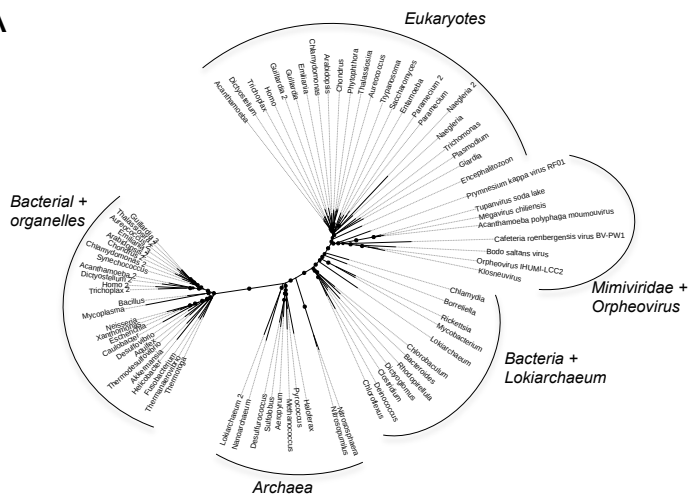 A
Eukaryotes
Acanthamoeba
Dictyostelium
Trichoplax
Homo
Guillardia 2
Guillardia
Emiliania
Chlamydomonas
Arabidopsis
Chondrus
Phytophthora
Thalassiosira
Aureococcus
Trypanosoma
Saccharomyces
Entamoeba
Paramecium 2
Paramecium
Naegleria 2
Naegleria
Trichomonas
Plasmodium
Giardia
Encephalitozoon
Prymnesium kappa virus RF01
Tupanvirus soda lake
Megavirus chiliensis
Acanthamoeba polyphaga moumouvirus
Cafeteria roenbergensis virus BV-PW1
Bodo saltans virus
Orpheovirus IHUMI-LCC2
Klosneuvirus
Mimiviridae +
Orpheovirus
Chlamydia
Borreliella
Rickettsia
Mycobacterium
Lokiarchaeum
Chlorobaculum
Bacteroides
Rhodopirellula
Dictyoglomus
Clostridium
Deinococcus
Chloroflexus
Bacteria +
Lokiarchaeum
Nitrososphaera
Nitrosopumilus
Haloferax
Pyrococcus
Methanococcus
Aeropyrum
Sulfolobus
Desulfurococcus
Nanoarchaeum
Lokiarchaeum 2
Archaea
Bacterial +
organelles
Synechococcus
Acanthamoeba 2
Dictyostelium 2
Homo 2
Trichoplax 2
Bacillus
Mycoplasma
Neisseria
Xanthomonas
Escherichia
Caulobacter
Desulfovibrio
Aquifex
Thermodesulfovibrio
Akkermansia
Helicobacter
Fusobacterium
Thermanaerovibrio
Thermotoga